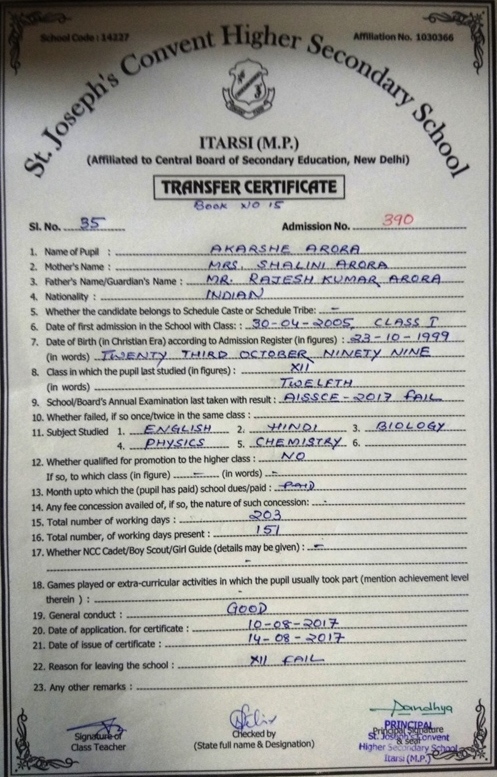 School Code : 14227 Affiliation No. 1030366
St. Joseph's Convent Higher Secondary School
ITARSI (M.P.)
(Affiliated to Central Board of Secondary Education, New Delhi)
TRANSFER CERTIFICATE
BOOK NO 15
Sl. No. 35 Admission No. 390
1. Name of Pupil : AKARSHE ARORA
2. Mother's Name : MRS. SHALINI ARORA
3. Father's Name/Guardian's Name : MR. RAJESH KUMAR ARORA
4. Nationality : INDIAN
5. Whether the candidate belongs to Schedule Caste or Schedule Tribe: -
6. Date of first admission in the School with Class: : 30-04-2005, CLASS I
7. Date of Birth (in Christian Era) according to Admission Register (in figures) : 23-10-1999
(in words) TWENTY THIRD OCTOBER NINETY NINE
8. Class in which the pupil last studied (in figures) : XII
(in words) TWELFTH
9. School/Board's Annual Examination last taken with result : AISSCE-2017 FAIL
10. Whether failed, if so once/twice in the same class :
11. Subject Studied 1. ENGLISH 2. HINDI 3. BIOLOGY
4. PHYSICS 5. CHEMISTRY 6.
12. Whether qualified for promotion to the higher class : NO
If so, to which class (in figure) - (in words) -
13. Month upto which the (pupil has paid) school dues/paid : PAID
14. Any fee concession availed of, if so, the nature of such concession: -
15. Total number of working days : 203
16. Total number, of working days present : 151
17. Whether NCC Cadet/Boy Scout/Girl Guide (details may be given) : -
-
18. Games played or extra-curricular activities in which the pupil usually took part (mention achievement level
therein ) :
19. General conduct : GOOD
20. Date of application. for certificate : 10-08-2017
21. Date of issue of certificate : 14-08-2017
22. Reason for leaving the school : XII FAIL
23. Any other remarks :
Signature of Class Teacher
Checked by
(State full name & Designation)
Principal Signature
& Seal
PRINCIPAL
St. Joseph's Convent
Higher Secondary School
Itarsi (M.P.)